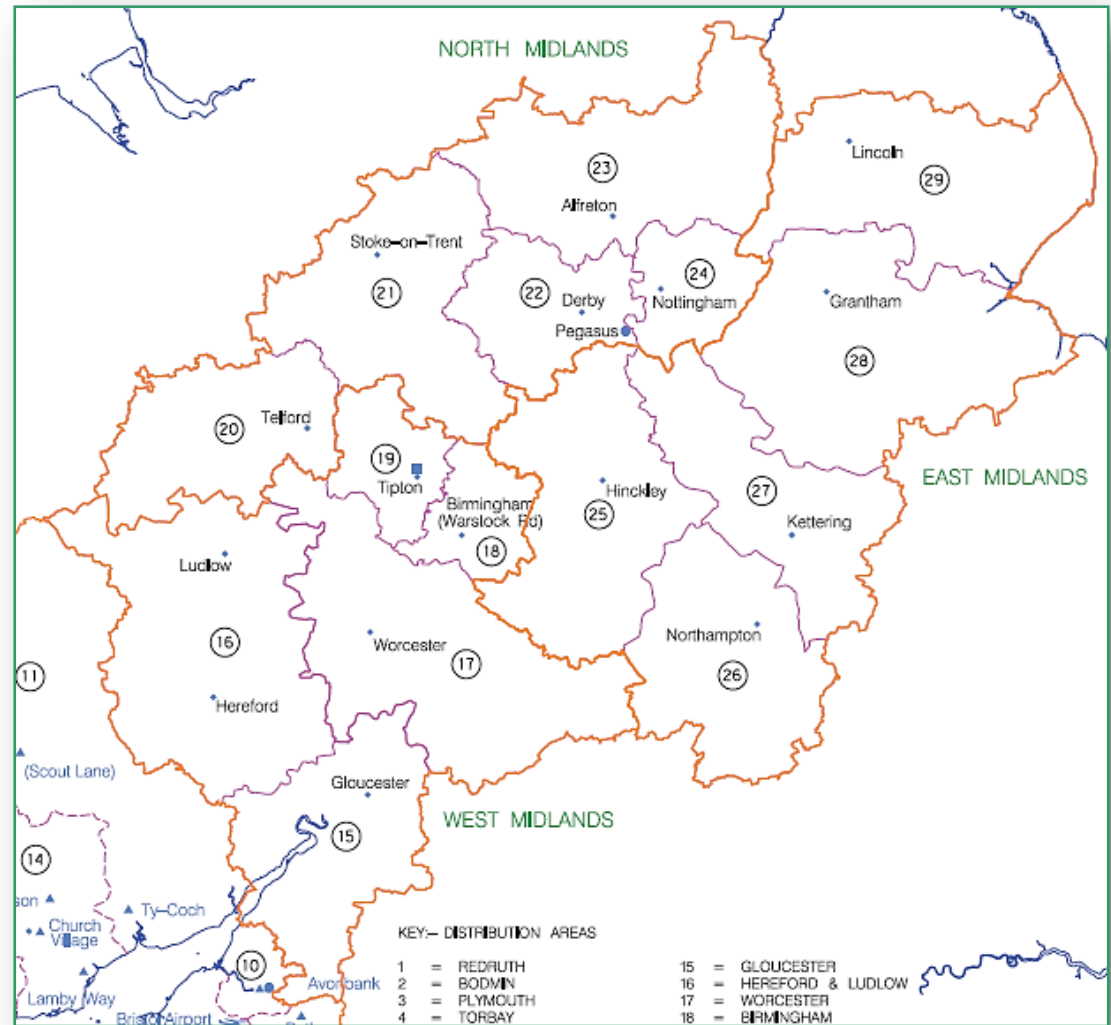 NORTH MIDLANDS
Lincoln
23
29
Alfreton
Stoke-on-Trent
24
21
22
Derby
Nottingham
Grantham
Pegasus
28
20
Telford
19
Tipton
EAST MIDLANDS
Hinckley
27
Birmingham
(Warstock Rd)
25
Kettering
18
Ludlow
Northampton
16
Worcester
17
11
26
Hereford
(Scout Lane)
Gloucester
WEST MIDLANDS
15
14
son
Ty-Coch
Church
Village
KEY:- DISTRIBUTION AREAS
10
Avonbank
Lamby Way
Bristol Airport
1 = REDRUTH
2 = BODMIN
3 = PLYMOUTH
4 = TORBAY
15 = GLOUCESTER
16 = HEREFORD & LUDLOW
17 = WORCESTER
18 = BIRMINGHAM